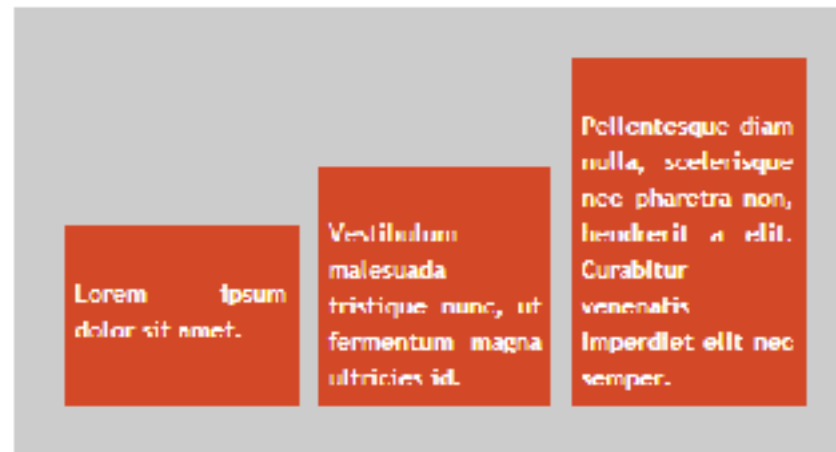 Lorem ipsum
dolor sit amet.
Vestibulum
malesuada
tristique nunc, ut
fermentum magna
ultricies id.
Pellentesque diam
nulla, scelerisque
nec pharetra non,
hendrerit a elit.
Curabitur
venenatis
imperdiet elit nec
semper.